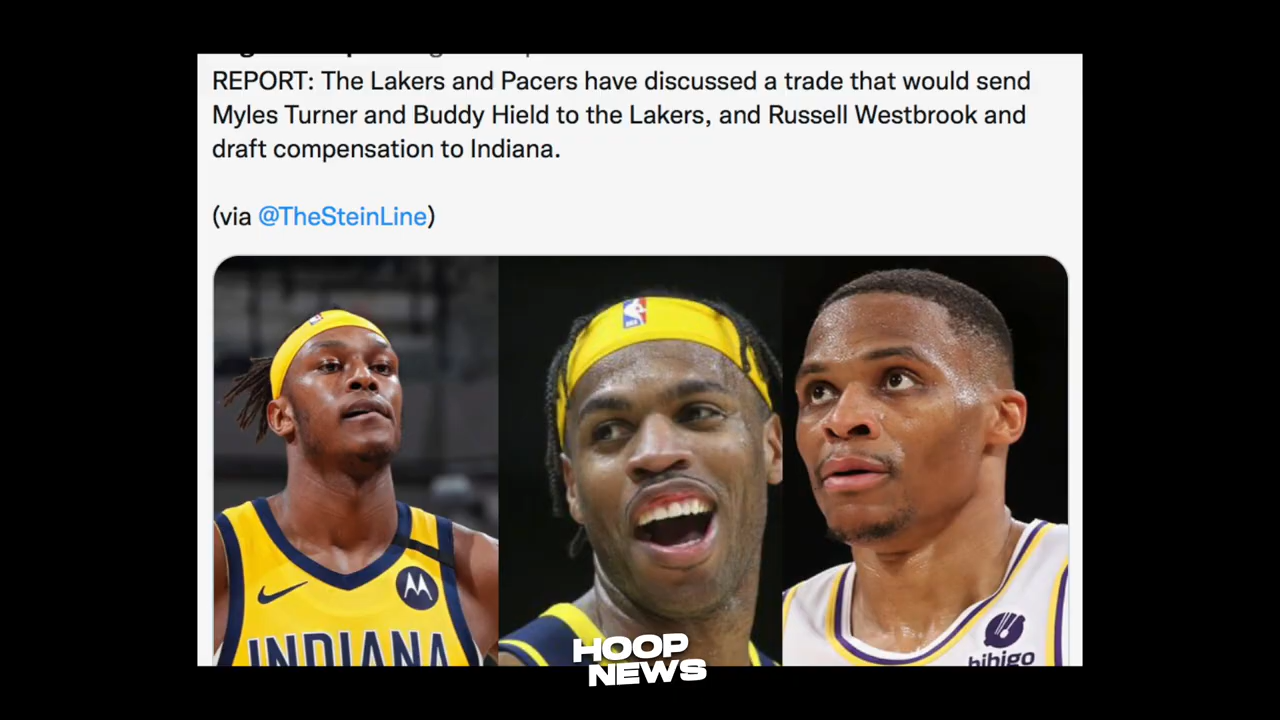 REPORT: The Lakers and Pacers have discussed a trade that would send
Myles Turner and Buddy Hield to the Lakers, and Russell Westbrook and
draft compensation to Indiana.
(via @TheSteinLine)
INDIANA
bibigo
HOOP
NEWS